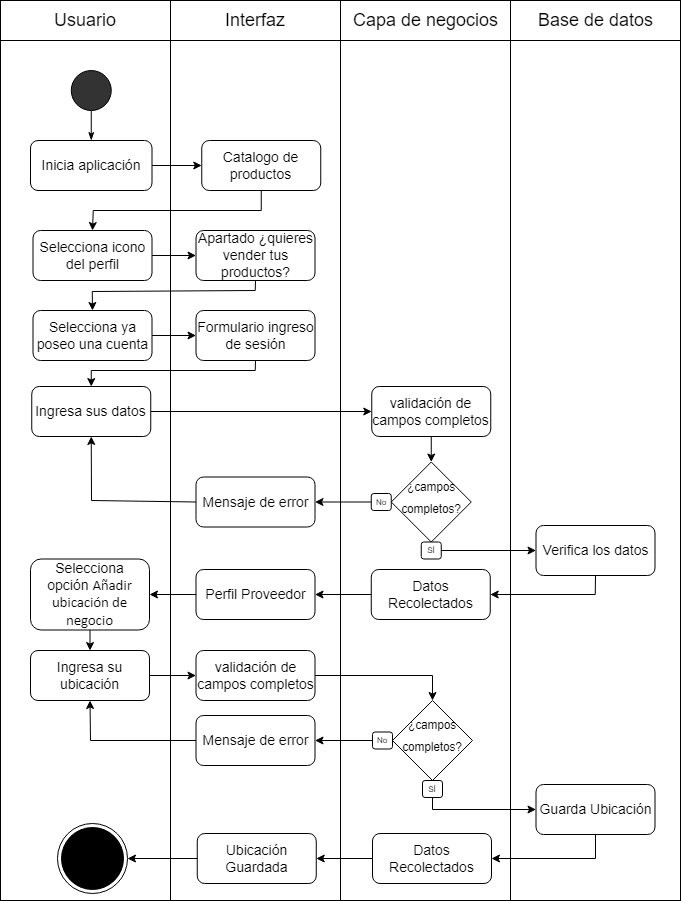 Usuario
Interfaz
Capa de negocios
Base de datos
Inicia aplicación
Catalogo de
productos
Selecciona icono
del perfil
Apartado ¿quieres
vender tus
productos?
Selecciona ya
poseo una cuenta
Formulario ingreso
de sesión
Ingresa sus datos
validación de
campos completos
¿campos
completos?
No
Mensaje de error
SÍ
Verifica los datos
Datos
Recolectados
Perfil Proveedor
Selecciona
opción Añadir
ubicación de
negocio
Ingresa su
ubicación
validación de
campos completos
¿campos
completos?
No
Mensaje de error
SÍ
Guarda Ubicación
Datos
Recolectados
Ubicación
Guardada